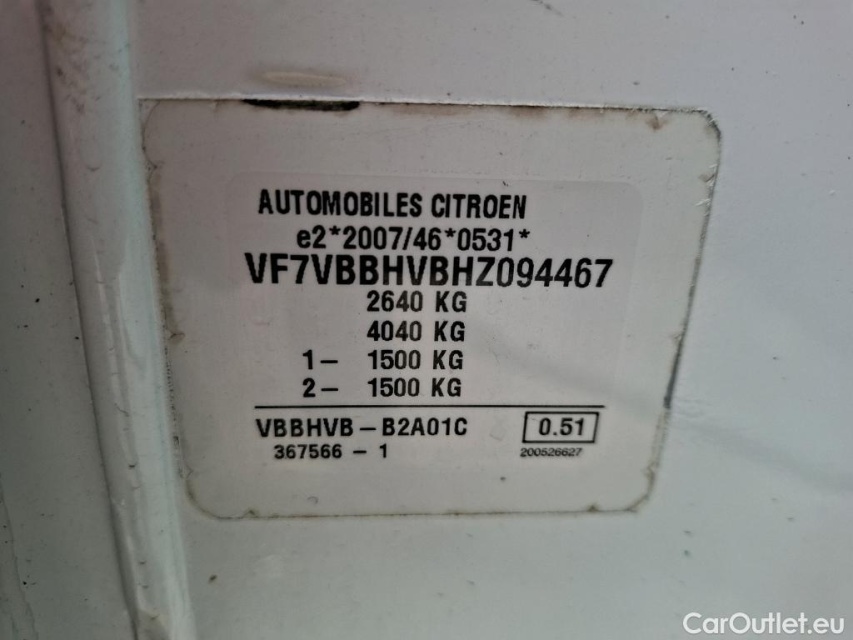 AUTOMOBILES CITROEN
e2*2007/46*0531*
VF7VBBHVBHZ094467
2640 KG
4040 KG
1- 1500 KG
2- 1500 KG
VBBHVB-B2A01C 0.51
367566-1 200526627
CarOutlet.eu